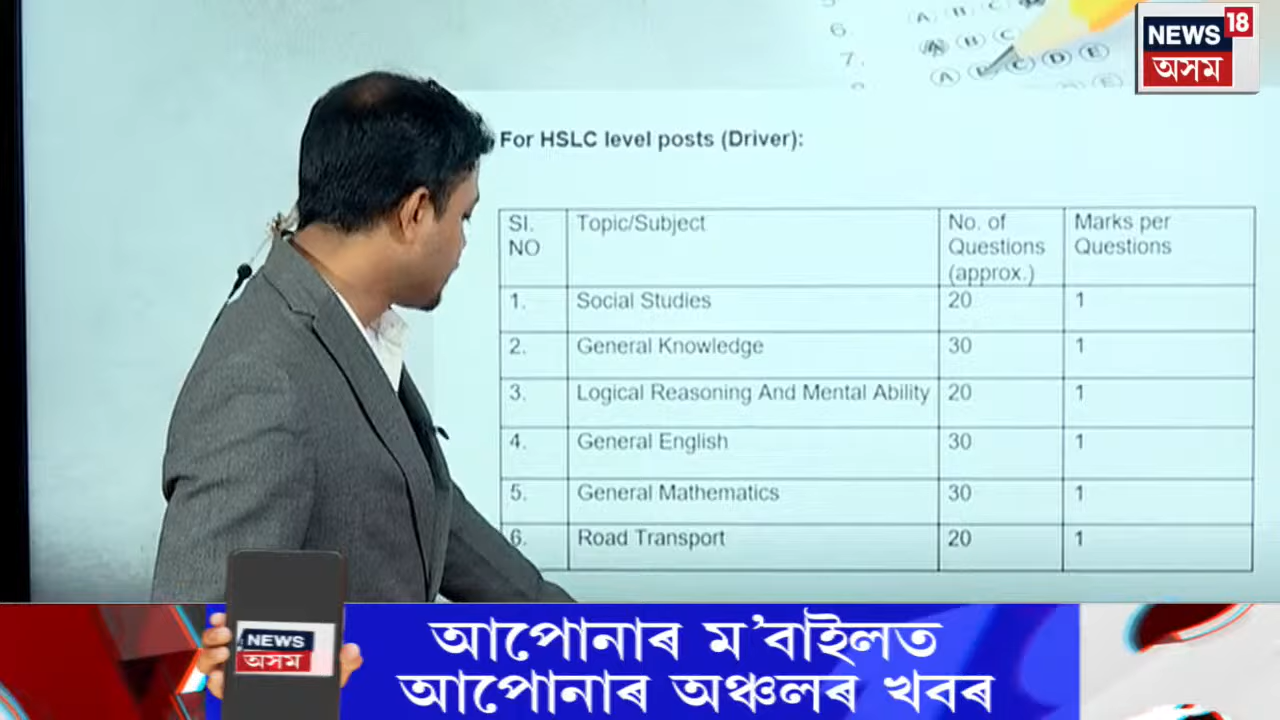 NEWS 18
অসম
6. A B C
7. A B C
A B C D E
For HSLC level posts (Driver):
Sl. NO | Topic/Subject | No. of Questions (approx.) | Marks per Questions
1. | Social Studies | 20 | 1
2. | General Knowledge | 30 | 1
3. | Logical Reasoning And Mental Ability | 20 | 1
4. | General English | 30 | 1
5. | General Mathematics | 30 | 1
6. | Road Transport | 20 | 1
NEWS
অসম
আপোনাৰ ম'বাইলত
আপোনাৰ অঞ্চলৰ খবৰ